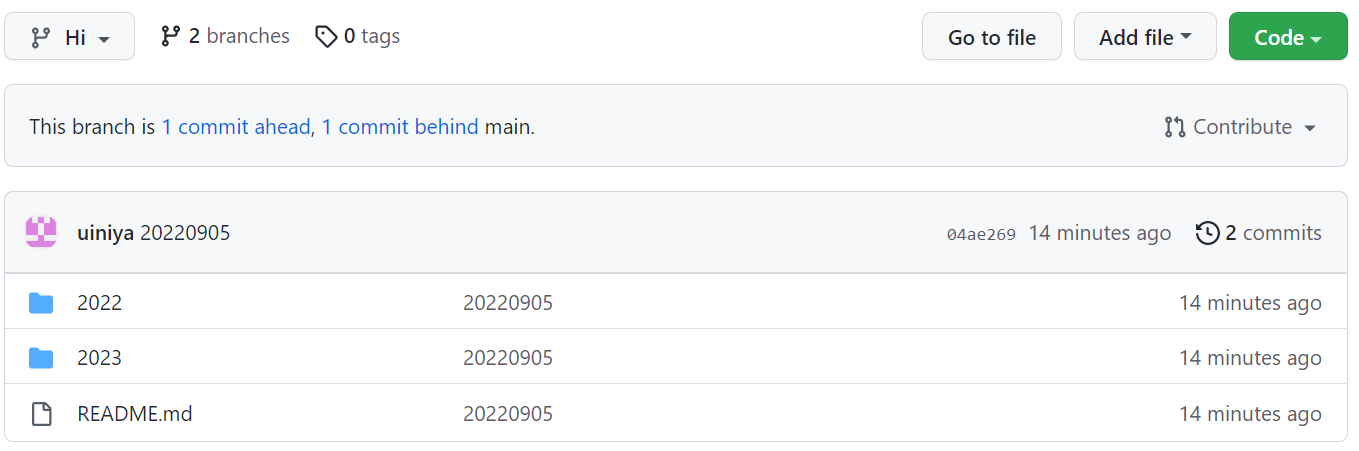 Hi 2 branches 0 tags Go to file Add file Code
This branch is 1 commit ahead, 1 commit behind main. Contribute
uiniya 20220905 04ae269 14 minutes ago 2 commits
2022 20220905 14 minutes ago
2023 20220905 14 minutes ago
README.md 20220905 14 minutes ago